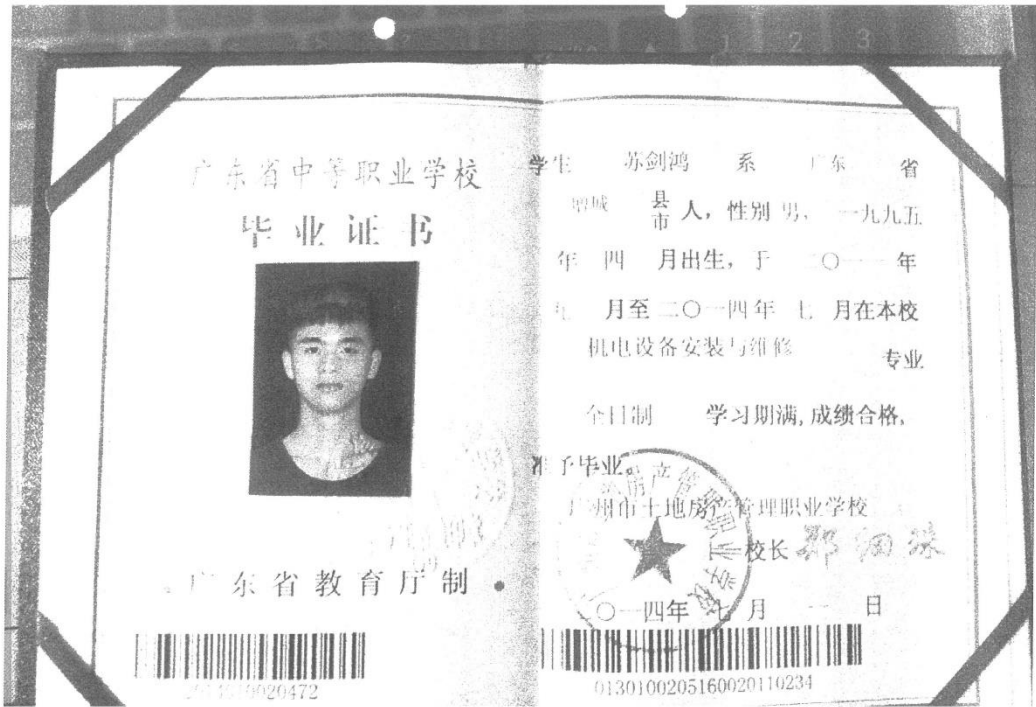 广东省中等职业学校
毕业证书
广东省教育厅制
学生 苏剑鸿 系 广东 省
增城 县
市 人，性别 男， 一九九五
年 四 月出生，于 二〇一一 年
九 月至 二〇一四年 七 月在本校
机电设备安装与维修 专业
全日制 学习期满，成绩合格，
准予毕业。
广州市土地房产管理职业学校
校长
〇一四年 七 月 一 日
0130100205160020110234